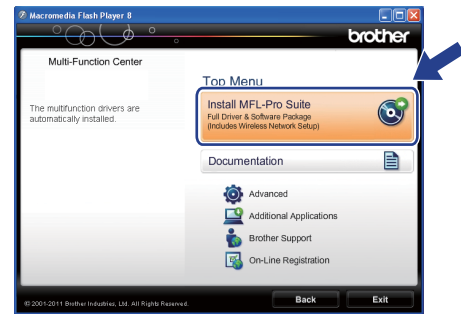 Macromedia Flash Player 8
brother
Multi-Function Center
The multifunction drivers are
automatically installed.
Top Menu
Install MFL-Pro Suite
Full Driver & Software Package
(Includes Wireless Network Setup)
Documentation
Advanced
Additional Applications
Brother Support
On-Line Registration
© 2001-2011 Brother Industries, Ltd. All Rights Reserved.
Back
Exit